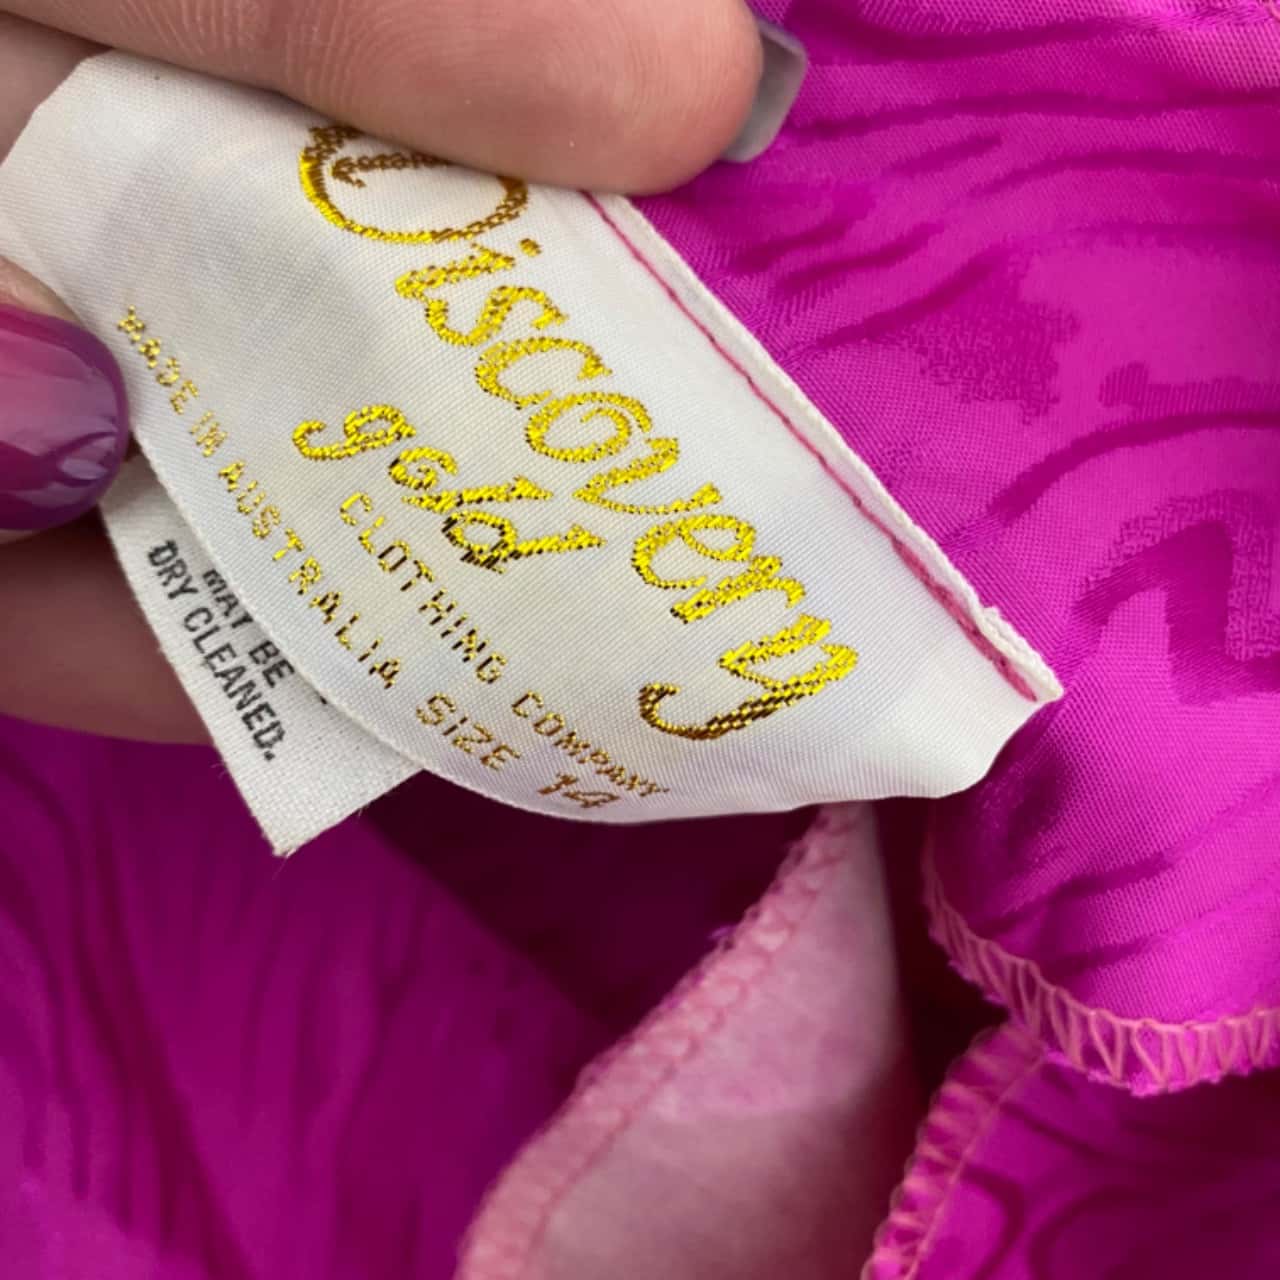 Discovery
gold
CLOTHING COMPANY
MADE IN AUSTRALIA SIZE 14
MAY BE
DRY CLEANED.